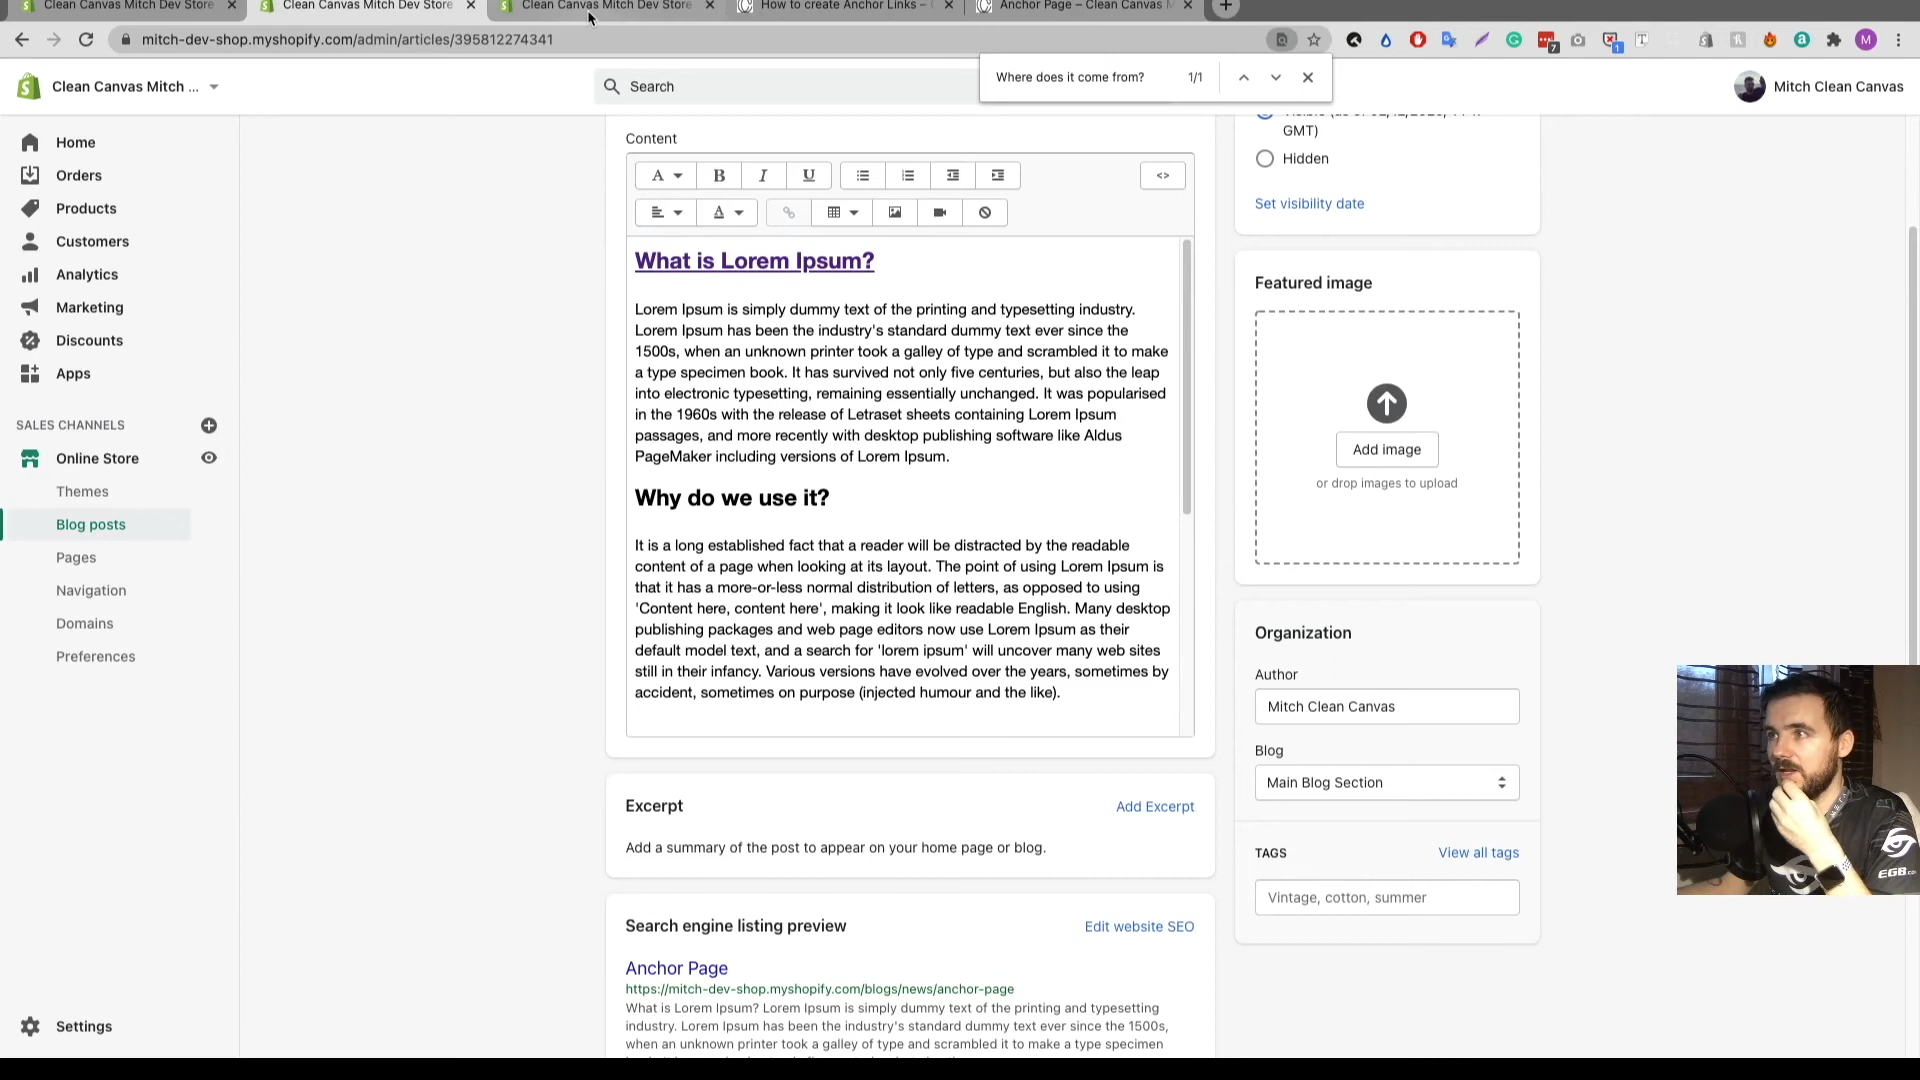 Clean Canvas Mitch Dev Store
Clean Canvas Mitch Dev Store
Clean Canvas Mitch Dev Store
How to create Anchor Links –
Anchor Page – Clean Canvas M
mitch-dev-shop.myshopify.com/admin/articles/395812274341
7
1
M
Where does it come from?
1/1
Clean Canvas Mitch ...
Search
Mitch Clean Canvas
Home
Orders
Products
Customers
Analytics
Marketing
Discounts
Apps
SALES CHANNELS
Online Store
Themes
Blog posts
Pages
Navigation
Domains
Preferences
Settings
Content
A
B
I
U
<>
A
What is Lorem Ipsum?
Lorem Ipsum is simply dummy text of the printing and typesetting industry.
Lorem Ipsum has been the industry's standard dummy text ever since the
1500s, when an unknown printer took a galley of type and scrambled it to make
a type specimen book. It has survived not only five centuries, but also the leap
into electronic typesetting, remaining essentially unchanged. It was popularised
in the 1960s with the release of Letraset sheets containing Lorem Ipsum
passages, and more recently with desktop publishing software like Aldus
PageMaker including versions of Lorem Ipsum.
Why do we use it?
It is a long established fact that a reader will be distracted by the readable
content of a page when looking at its layout. The point of using Lorem Ipsum is
that it has a more-or-less normal distribution of letters, as opposed to using
'Content here, content here', making it look like readable English. Many desktop
publishing packages and web page editors now use Lorem Ipsum as their
default model text, and a search for 'lorem ipsum' will uncover many web sites
still in their infancy. Various versions have evolved over the years, sometimes by
accident, sometimes on purpose (injected humour and the like).
Excerpt
Add Excerpt
Add a summary of the post to appear on your home page or blog.
Search engine listing preview
Edit website SEO
Anchor Page
https://mitch-dev-shop.myshopify.com/blogs/news/anchor-page
What is Lorem Ipsum? Lorem Ipsum is simply dummy text of the printing and typesetting
industry. Lorem Ipsum has been the industry's standard dummy text ever since the 1500s,
when an unknown printer took a galley of type and scrambled it to make a type specimen
GMT)
Hidden
Set visibility date
Featured image
Add image
or drop images to upload
Organization
Author
Mitch Clean Canvas
Blog
Main Blog Section
TAGS
View all tags
Vintage, cotton, summer
EGB.c